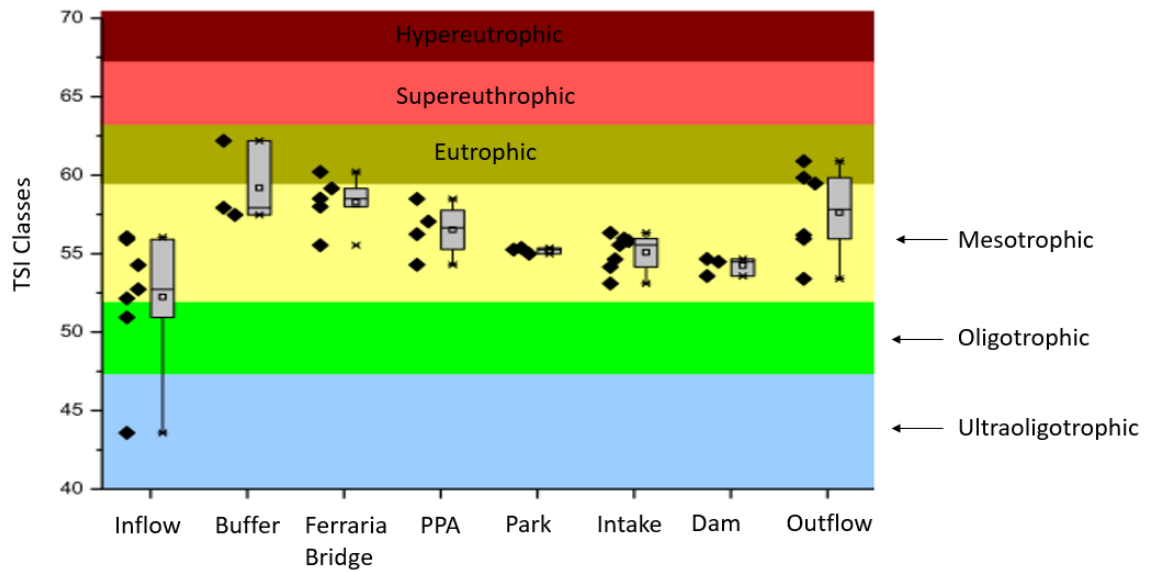 70
Hypereutrophic
65
Supereuthrophic
Eutrophic
60
TSI Classes
55
Mesotrophic
50
Oligotrophic
45
Ultraoligotrophic
40
Inflow
Buffer
Ferraria
Bridge
PPA
Park
Intake
Dam
Outflow